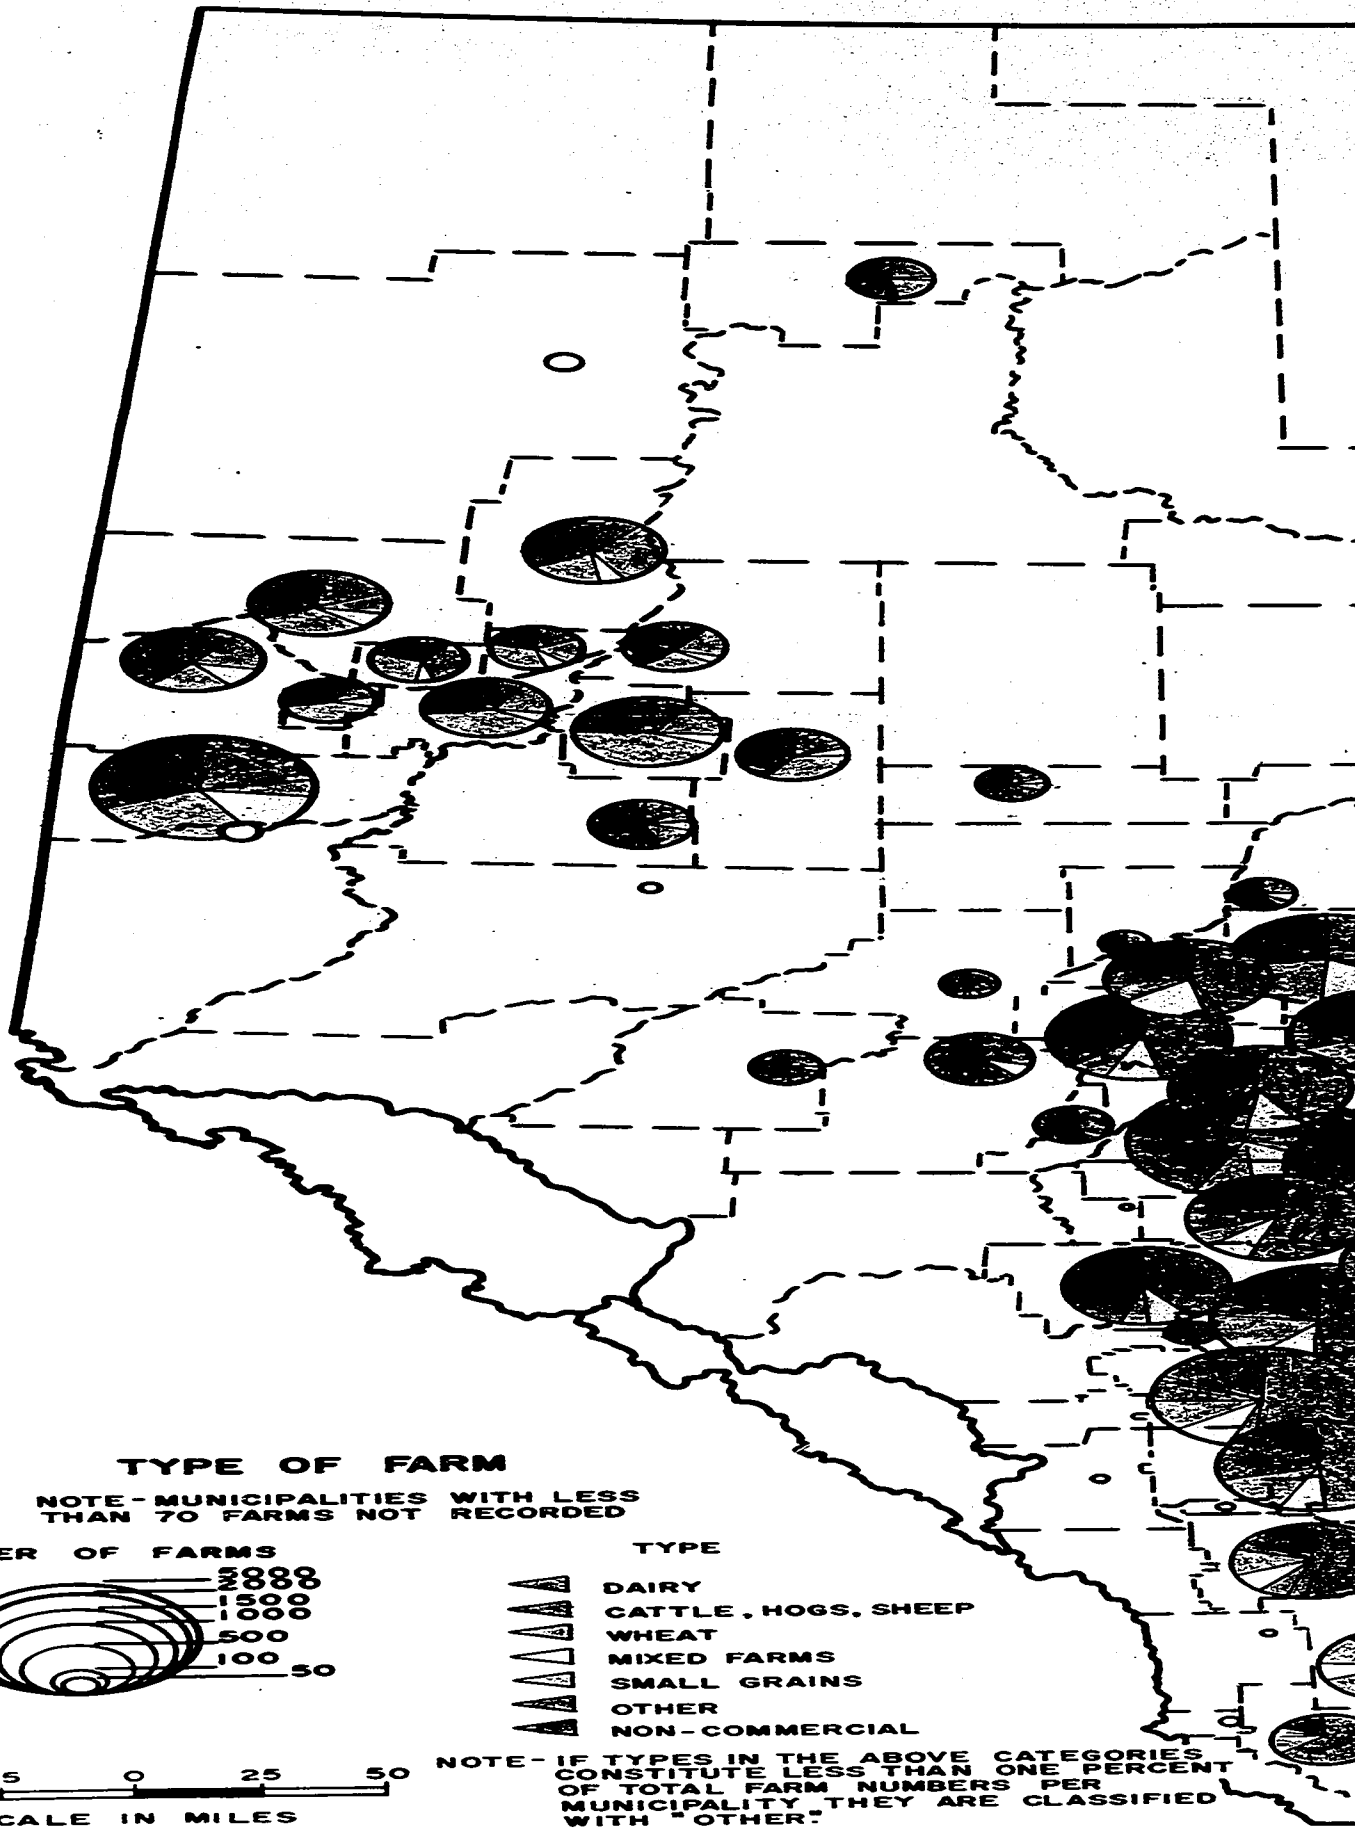 TYPE OF FARM
NOTE-MUNICIPALITIES WITH LESS
THAN 70 FARMS NOT RECORDED
ER OF FARMS
5000
2000
1500
1000
500
100
50
TYPE
DAIRY
CATTLE, HOGS, SHEEP
WHEAT
MIXED FARMS
SMALL GRAINS
OTHER
NON-COMMERCIAL
NOTE- IF TYPES IN THE ABOVE CATEGORIES
CONSTITUTE LESS THAN ONE PERCENT
OF TOTAL FARM NUMBERS PER
MUNICIPALITY THEY ARE CLASSIFIED
WITH "OTHER."
5 0 25 50
CALE IN MILES